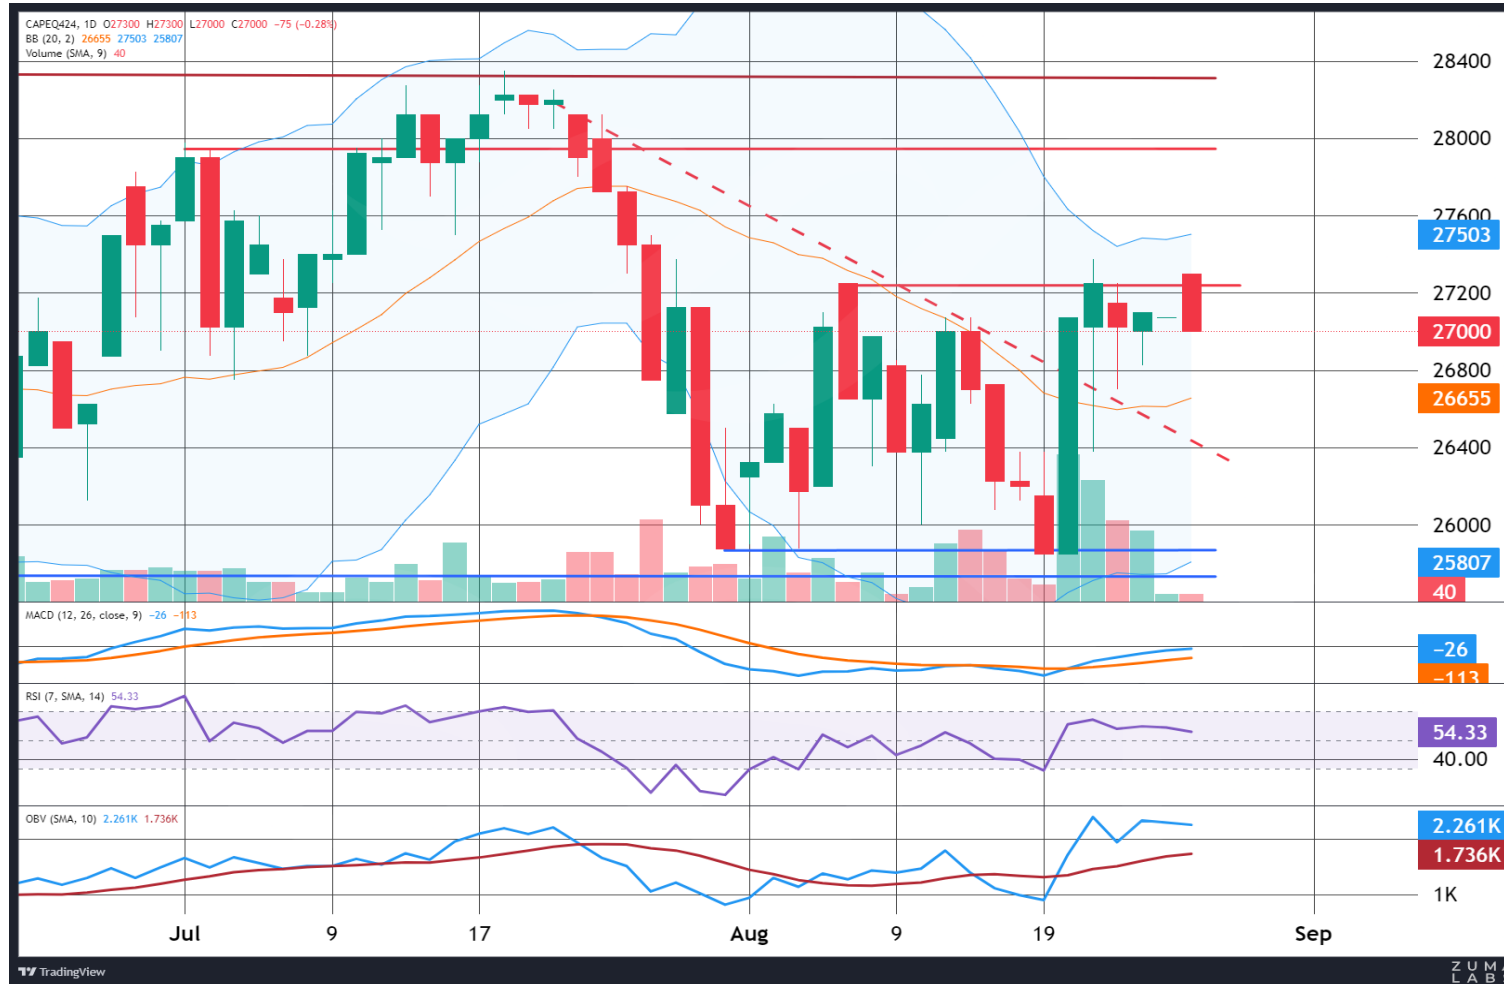 CAPEQ424, 1D O27300 H27300 L27000 C27000 −75 (−0.28%)
BB (20, 2) 26655 27503 25807
Volume (SMA, 9) 40
28400
28000
27600
27503
27200
27000
26800
26655
26400
26000
25807
40
MACD (12, 26, close, 9) −26 −113
−26
−113
RSI (7, SMA, 14) 54.33
54.33
40.00
OBV (SMA, 10) 2.261K 1.736K
2.261K
1.736K
1K
Jul 9 17 Aug 9 19 Sep
TradingView
ZUMA
LAB